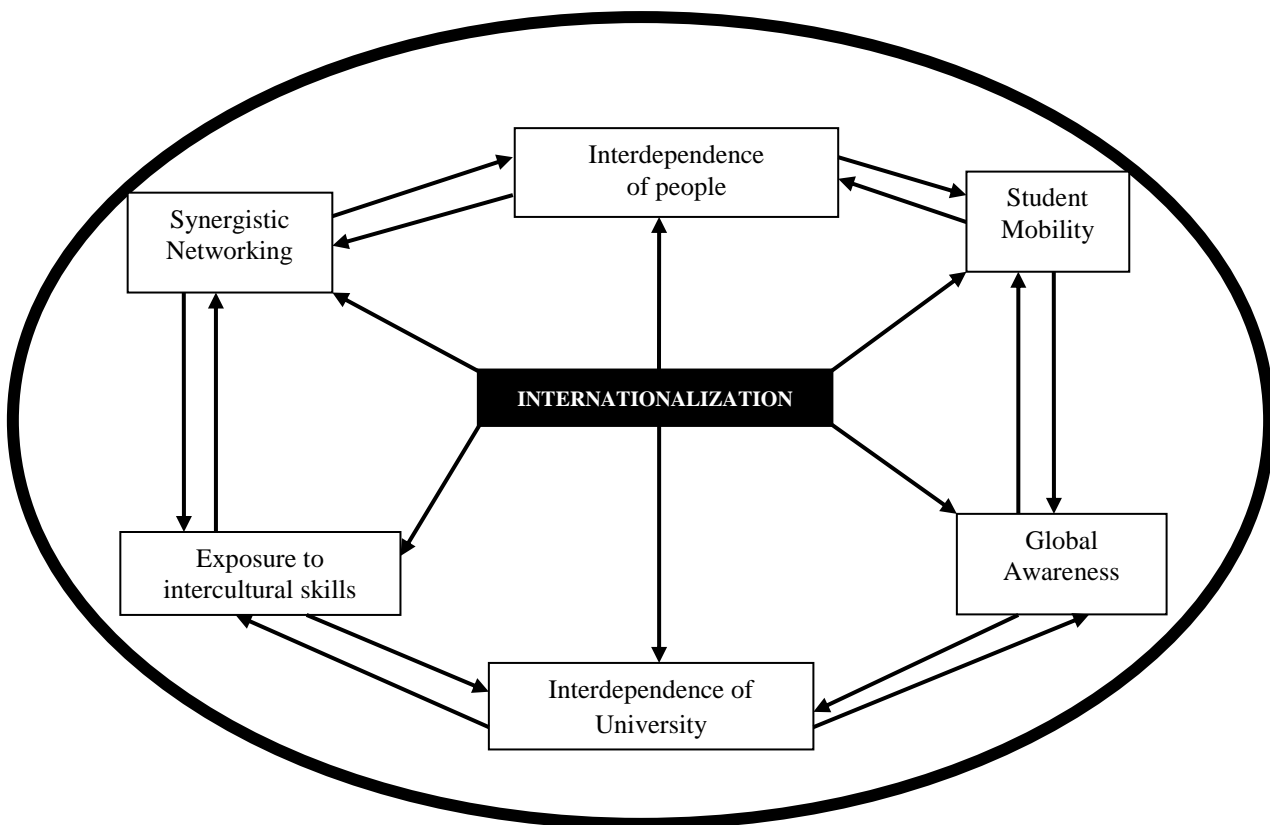 Interdependence
of people
Synergistic
Networking
Student
Mobility
INTERNATIONALIZATION
Exposure to
intercultural skills
Global
Awareness
Interdependence of
University